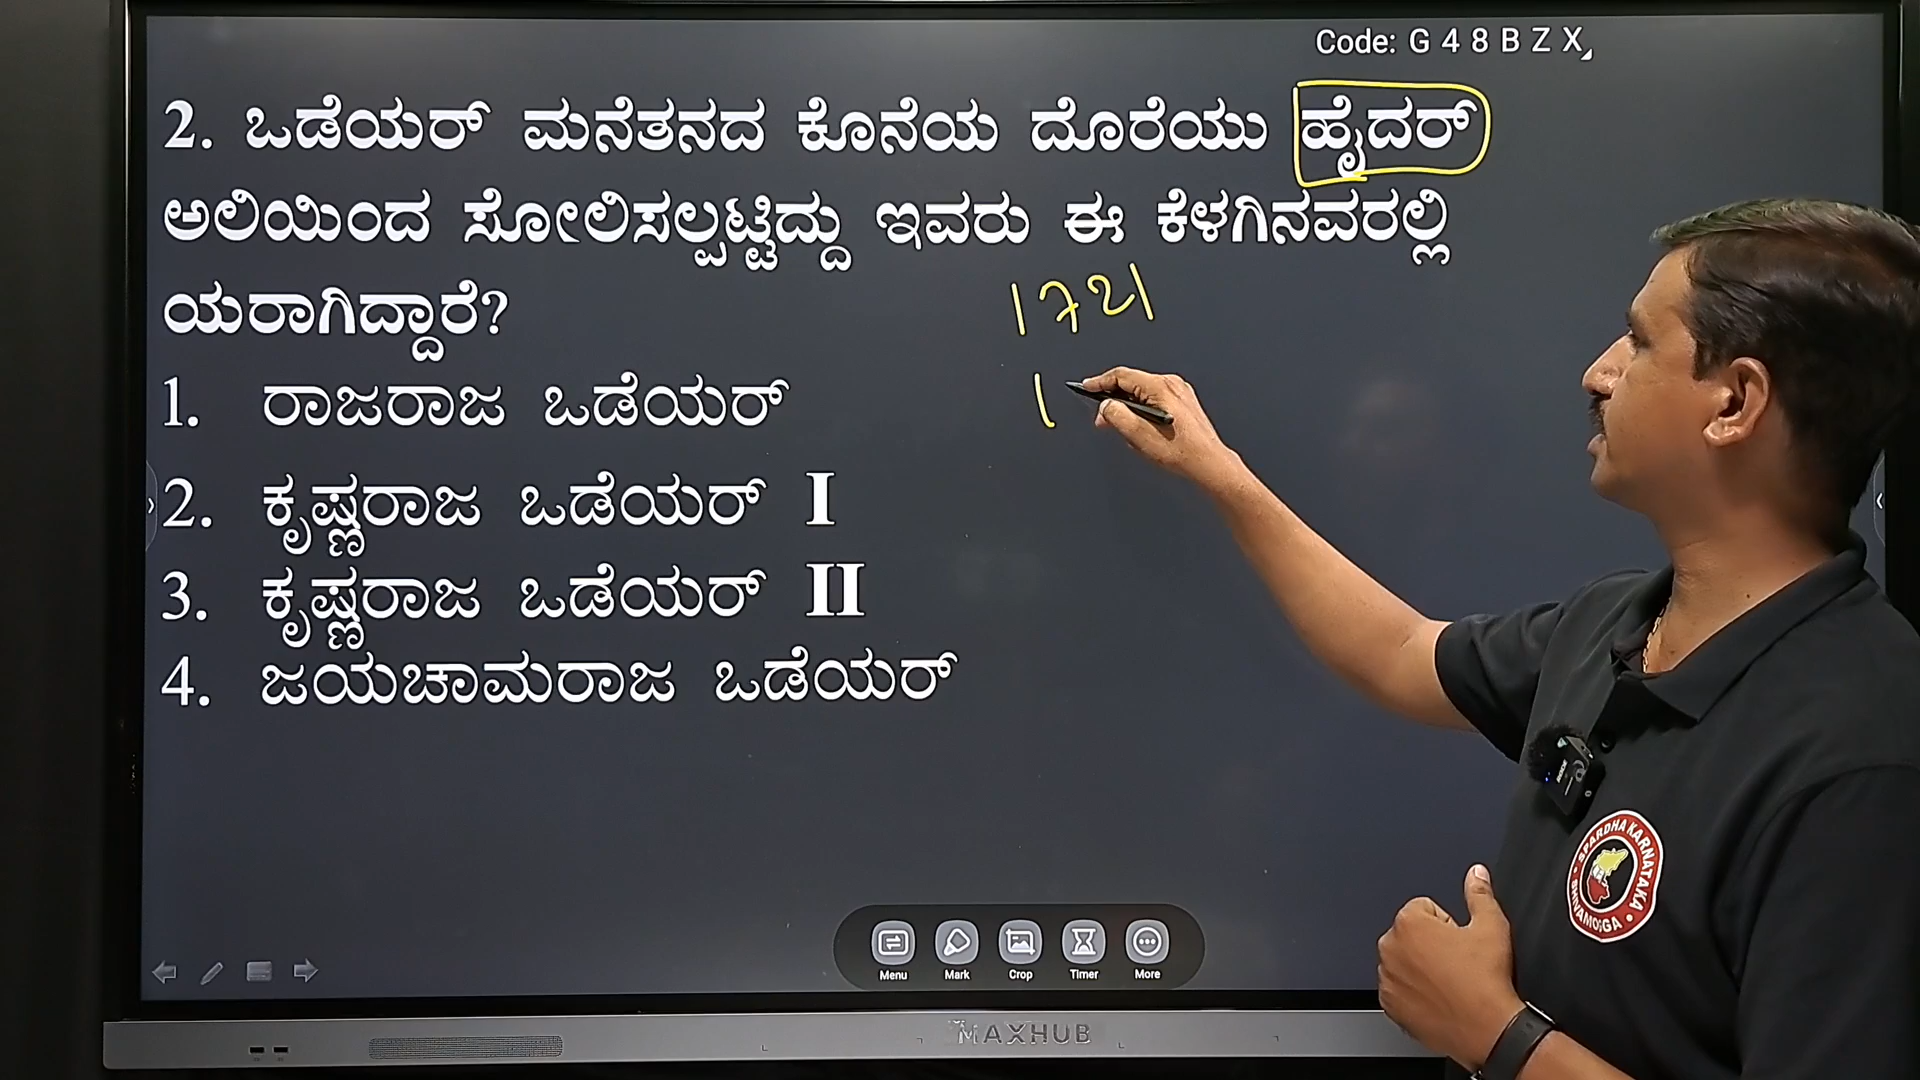 Code: G 4 8 B Z X
2. ಒಡೆಯರ್ ಮನೆತನದ ಕೊನೆಯ ದೊರೆಯು ಹೈದರ್
ಅಲಿಯಿಂದ ಸೋಲಿಸಲ್ಪಟ್ಟಿದ್ದು ಇವರು ಈ ಕೆಳಗಿನವರಲ್ಲಿ
ಯರಾಗಿದ್ದಾರೆ?
1721
1
1. ರಾಜರಾಜ ಒಡೆಯರ್
2. ಕೃಷ್ಣರಾಜ ಒಡೆಯರ್ I
3. ಕೃಷ್ಣರಾಜ ಒಡೆಯರ್ II
4. ಜಯಚಾಮರಾಜ ಒಡೆಯರ್
Menu Mark Crop Timer More
MAXHUB
SPARDHA KARNATAKA
SHIVAMOGGA